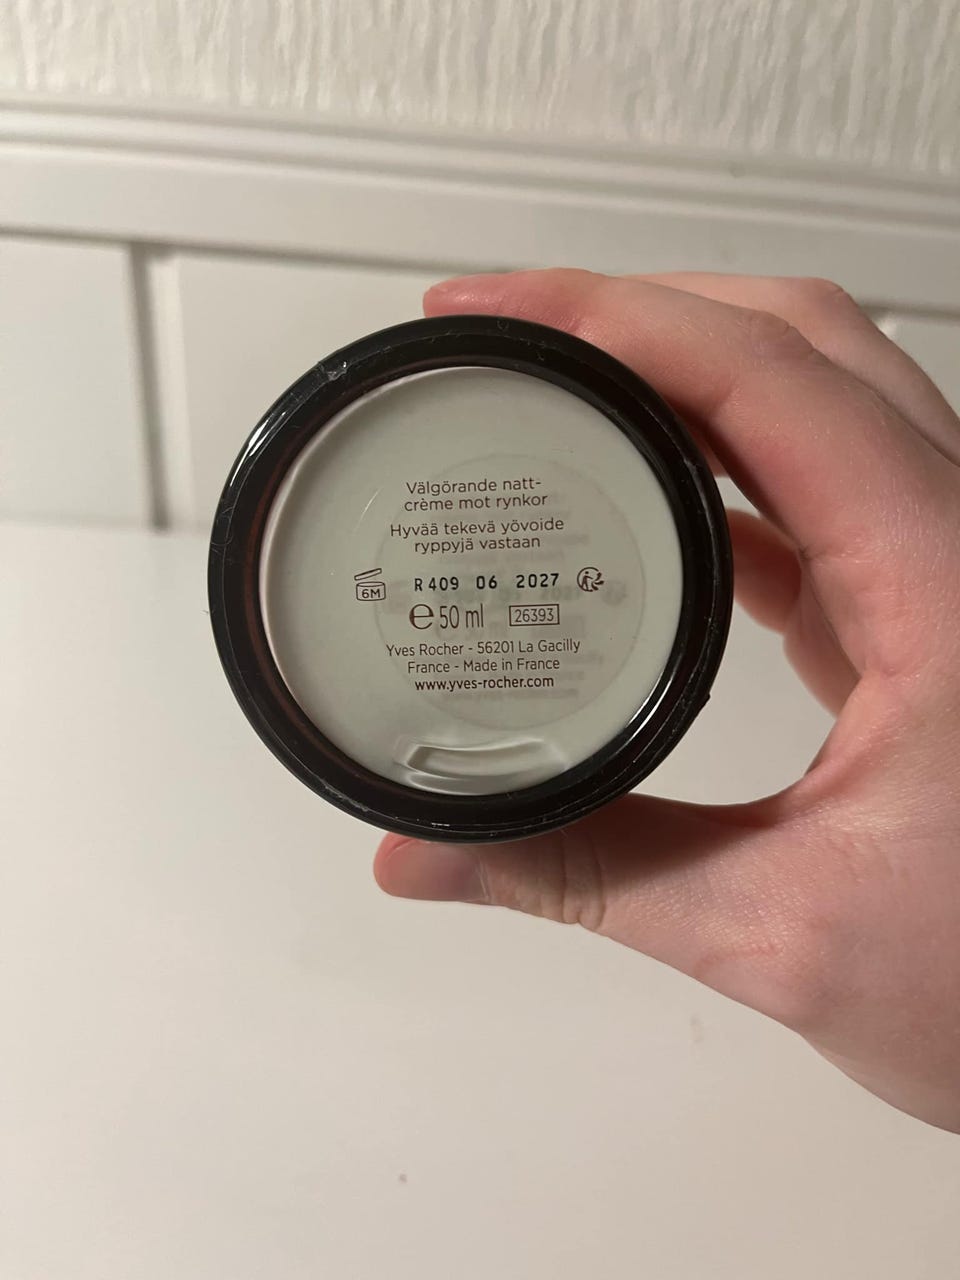 Välgörande natt-
crème mot rynkor
Hyvää tekevä yövoide
ryppyjä vastaan
6M R409 06 2027
e 50 ml 26393
Yves Rocher - 56201 La Gacilly
France - Made in France
www.yves-rocher.com